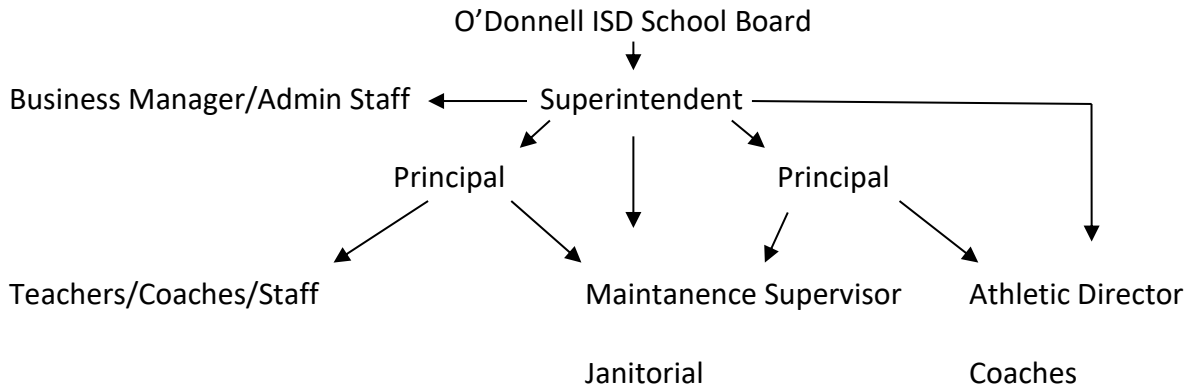 O’Donnell ISD School Board
Business Manager/Admin Staff
Superintendent
Principal
Principal
Teachers/Coaches/Staff
Maintanence Supervisor
Athletic Director
Janitorial
Coaches